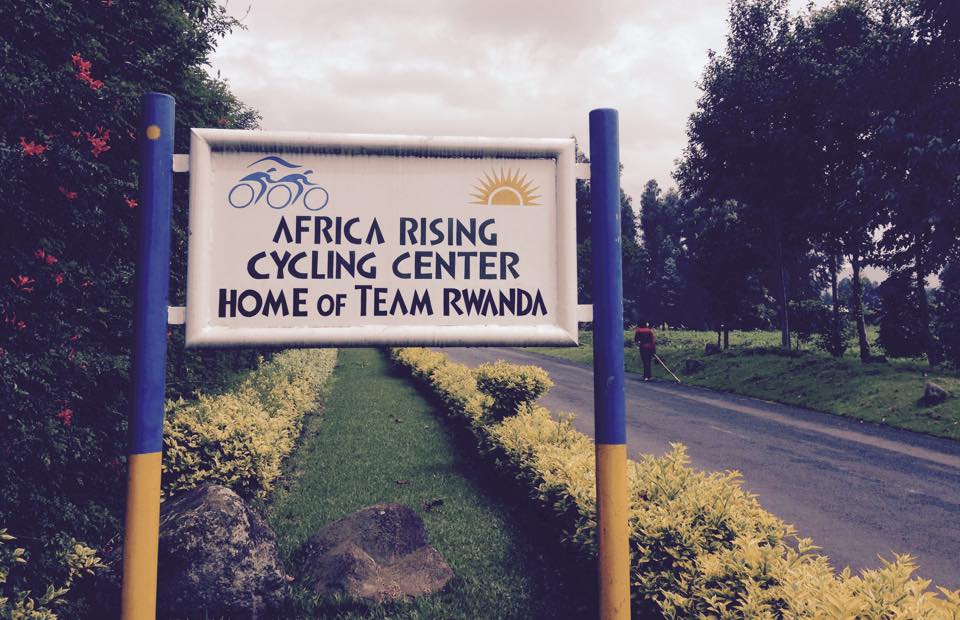 AFRICA RISING
CYCLING CENTER
HOME OF TEAM RWANDA